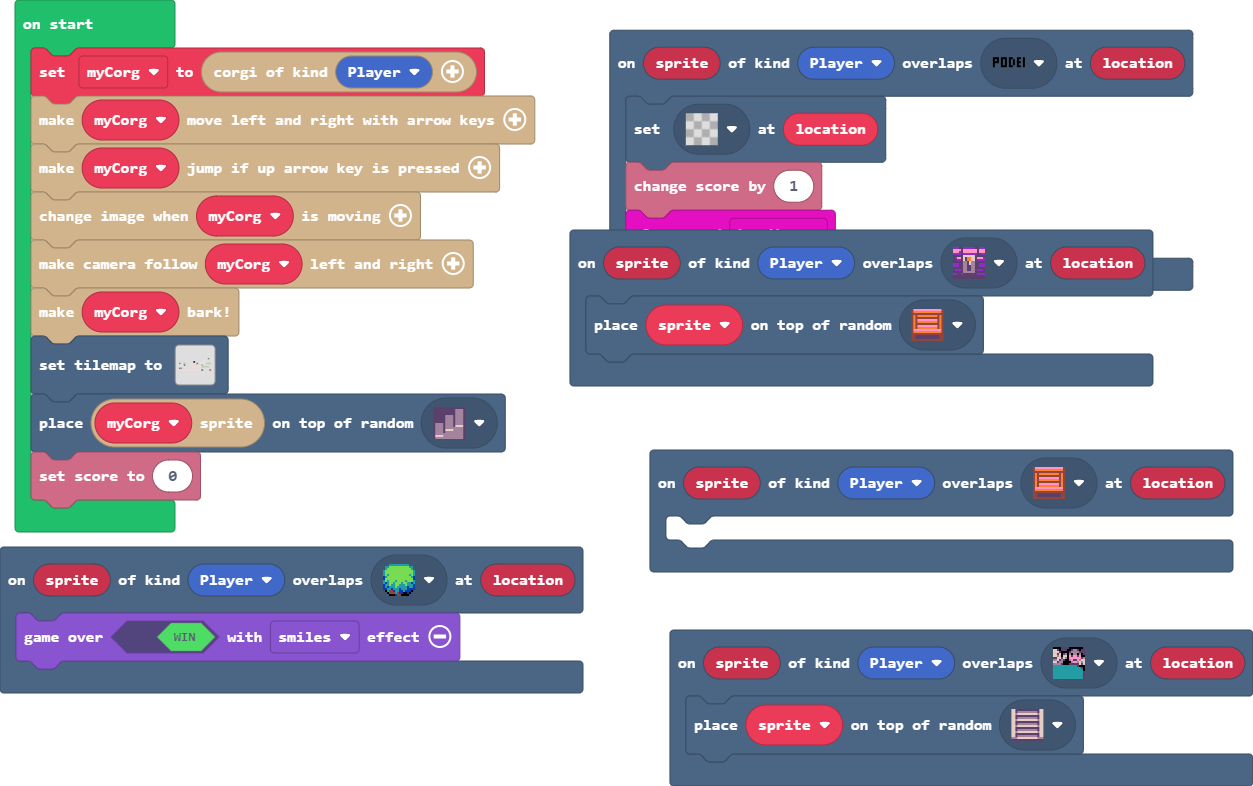 on start
set myCorg to corgi of kind Player
make myCorg move left and right with arrow keys
make myCorg jump if up arrow key is pressed
change image when myCorg is moving
make camera follow myCorg left and right
make myCorg bark!
set tilemap to
place myCorg sprite on top of random
set score to 0
on sprite of kind Player overlaps at location
game over WIN with smiles effect
on sprite of kind Player overlaps at location
set at location
change score by 1
on sprite of kind Player overlaps at location
place sprite on top of random
on sprite of kind Player overlaps at location
on sprite of kind Player overlaps at location
place sprite on top of random